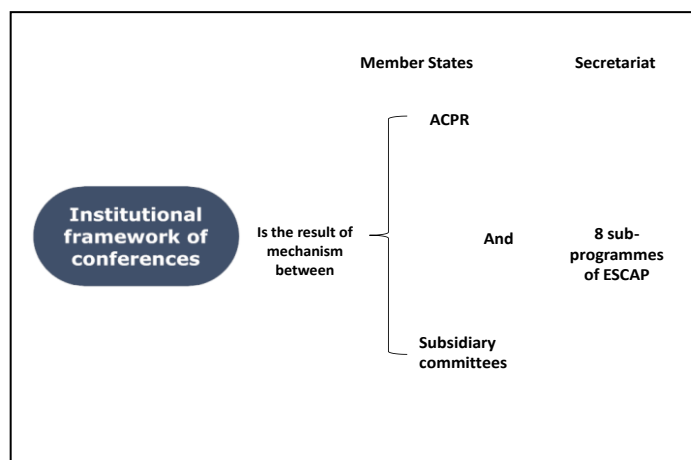 Member States
Secretariat
ACPR
Institutional
framework of
conferences
Is the result of
mechanism
between
And
8 sub-
programmes
of ESCAP
Subsidiary
committees